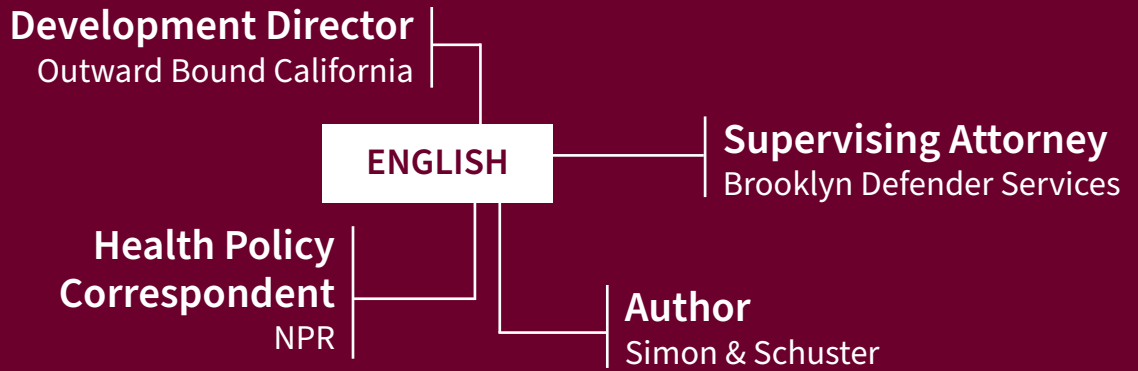 Development Director
Outward Bound California
ENGLISH
Supervising Attorney
Brooklyn Defender Services
Health Policy
Correspondent
NPR
Author
Simon & Schuster